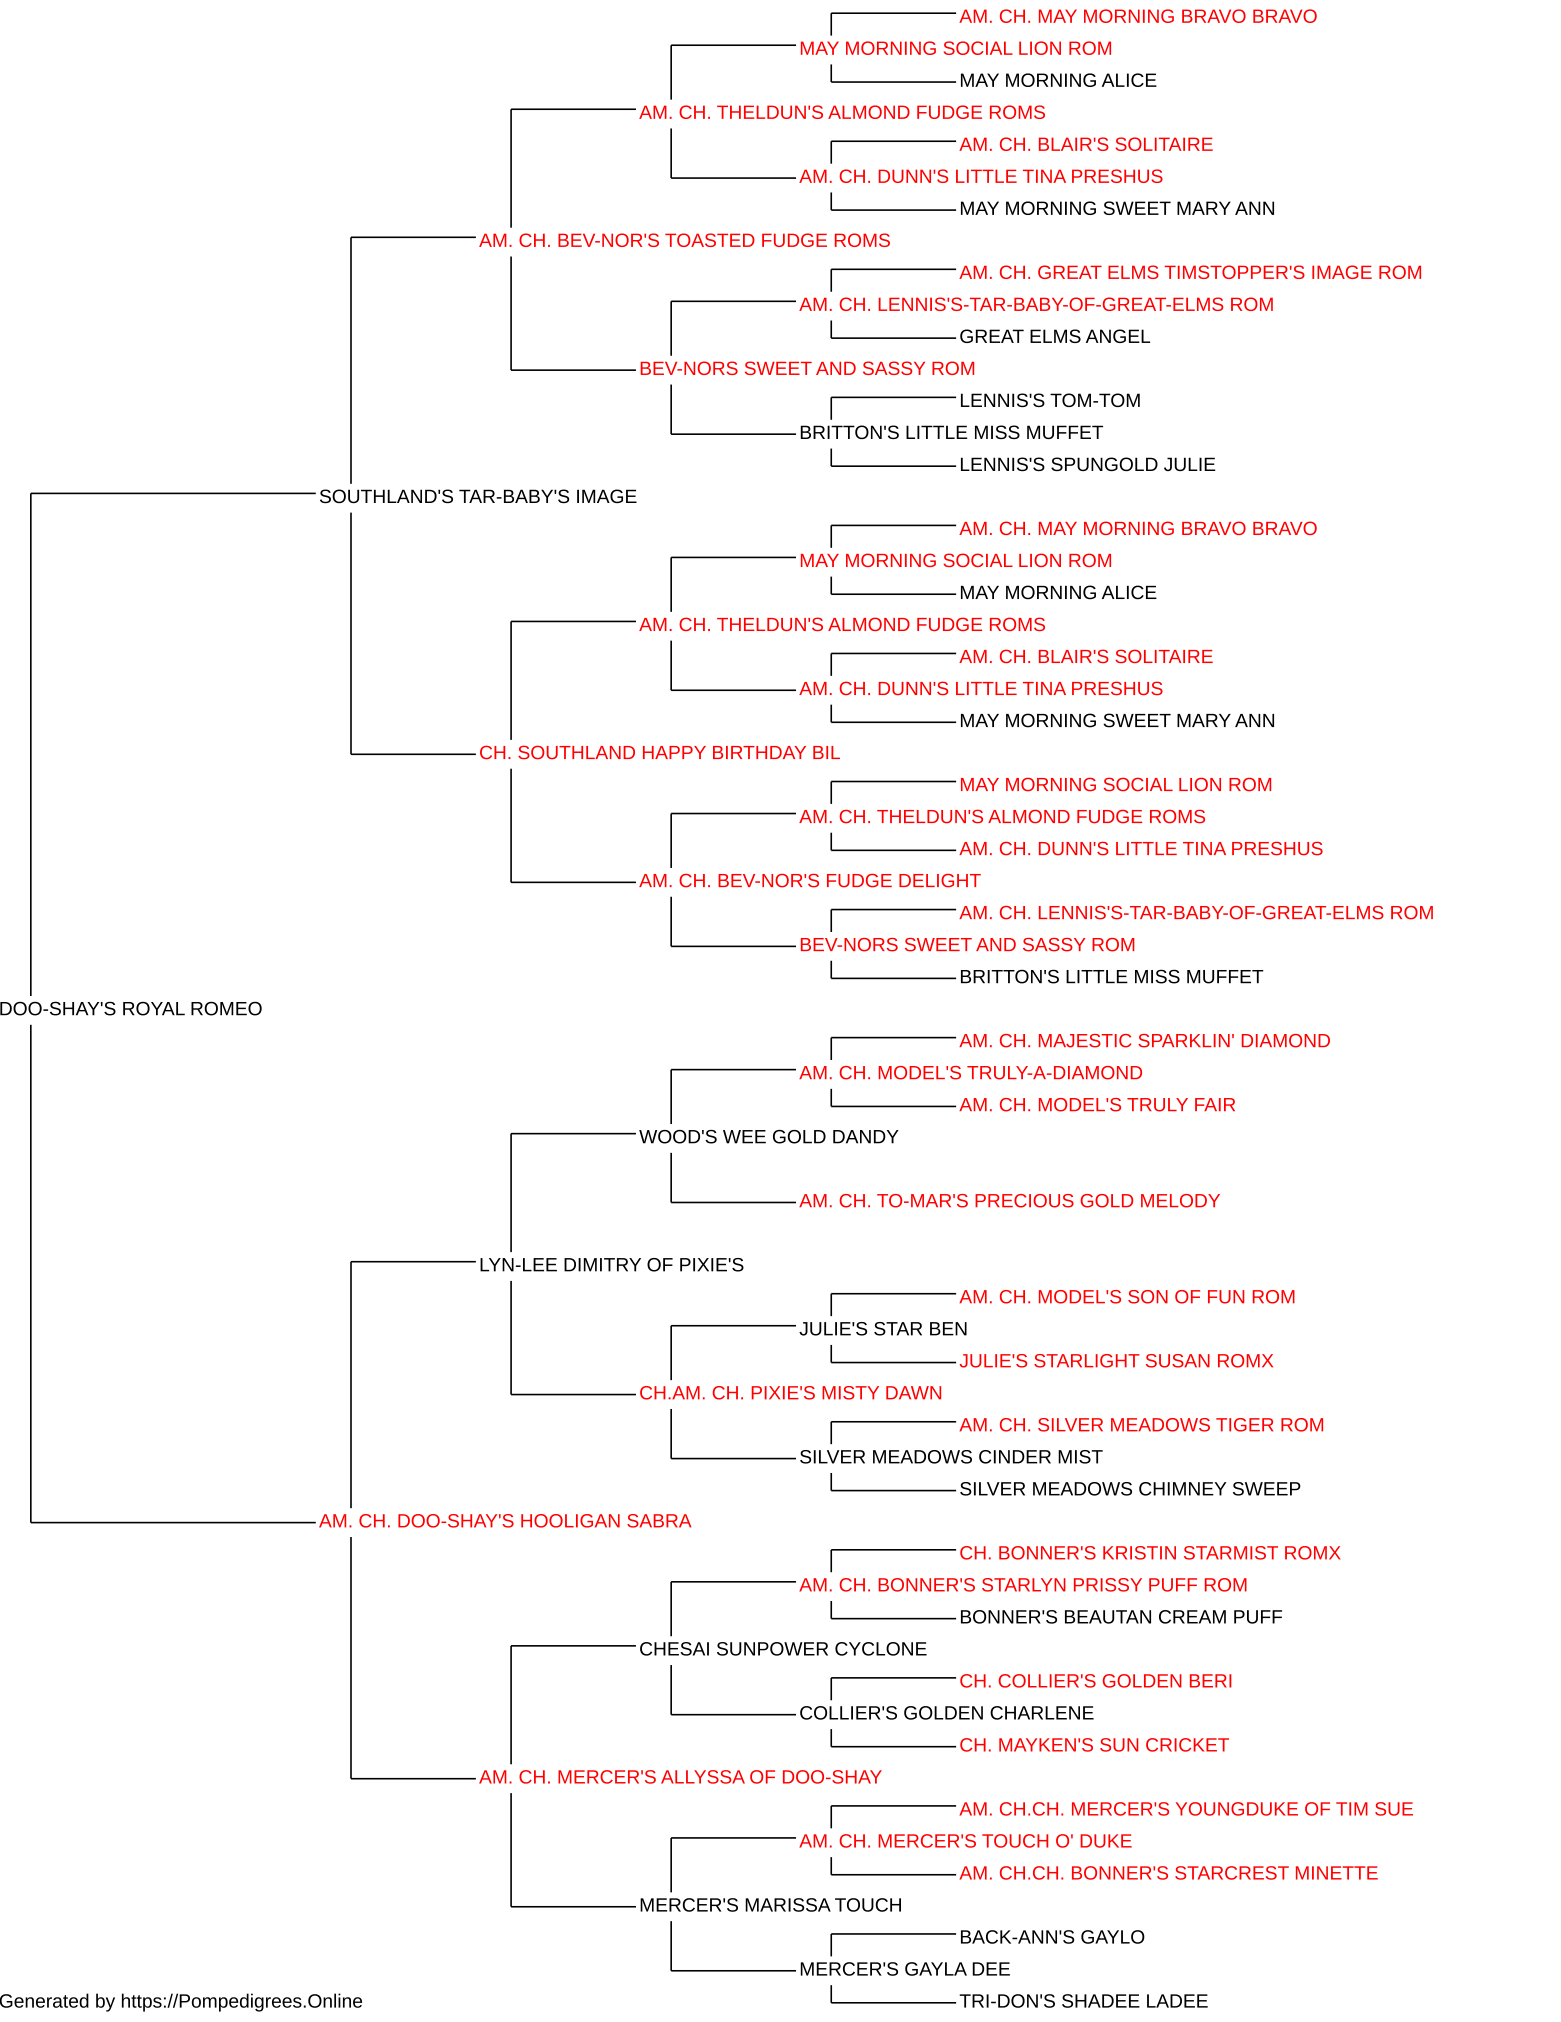 AM. CH. MAY MORNING BRAVO BRAVO
MAY MORNING SOCIAL LION ROM
MAY MORNING ALICE
AM. CH. THELDUN'S ALMOND FUDGE ROMS
AM. CH. BLAIR'S SOLITAIRE
AM. CH. DUNN'S LITTLE TINA PRESHUS
MAY MORNING SWEET MARY ANN
AM. CH. BEV-NOR'S TOASTED FUDGE ROMS
AM. CH. GREAT ELMS TIMSTOPPER'S IMAGE ROM
AM. CH. LENNIS'S-TAR-BABY-OF-GREAT-ELMS ROM
GREAT ELMS ANGEL
BEV-NORS SWEET AND SASSY ROM
LENNIS'S TOM-TOM
BRITTON'S LITTLE MISS MUFFET
LENNIS'S SPUNGOLD JULIE
SOUTHLAND'S TAR-BABY'S IMAGE
AM. CH. MAY MORNING BRAVO BRAVO
MAY MORNING SOCIAL LION ROM
MAY MORNING ALICE
AM. CH. THELDUN'S ALMOND FUDGE ROMS
AM. CH. BLAIR'S SOLITAIRE
AM. CH. DUNN'S LITTLE TINA PRESHUS
MAY MORNING SWEET MARY ANN
CH. SOUTHLAND HAPPY BIRTHDAY BIL
MAY MORNING SOCIAL LION ROM
AM. CH. THELDUN'S ALMOND FUDGE ROMS
AM. CH. DUNN'S LITTLE TINA PRESHUS
AM. CH. BEV-NOR'S FUDGE DELIGHT
AM. CH. LENNIS'S-TAR-BABY-OF-GREAT-ELMS ROM
BEV-NORS SWEET AND SASSY ROM
BRITTON'S LITTLE MISS MUFFET
DOO-SHAY'S ROYAL ROMEO
AM. CH. MAJESTIC SPARKLIN' DIAMOND
AM. CH. MODEL'S TRULY-A-DIAMOND
AM. CH. MODEL'S TRULY FAIR
WOOD'S WEE GOLD DANDY
AM. CH. TO-MAR'S PRECIOUS GOLD MELODY
LYN-LEE DIMITRY OF PIXIE'S
AM. CH. MODEL'S SON OF FUN ROM
JULIE'S STAR BEN
JULIE'S STARLIGHT SUSAN ROMX
CH.AM. CH. PIXIE'S MISTY DAWN
AM. CH. SILVER MEADOWS TIGER ROM
SILVER MEADOWS CINDER MIST
SILVER MEADOWS CHIMNEY SWEEP
AM. CH. DOO-SHAY'S HOOLIGAN SABRA
CH. BONNER'S KRISTIN STARMIST ROMX
AM. CH. BONNER'S STARLYN PRISSY PUFF ROM
BONNER'S BEAUTAN CREAM PUFF
CHESAI SUNPOWER CYCLONE
CH. COLLIER'S GOLDEN BERI
COLLIER'S GOLDEN CHARLENE
CH. MAYKEN'S SUN CRICKET
AM. CH. MERCER'S ALLYSSA OF DOO-SHAY
AM. CH.CH. MERCER'S YOUNGDUKE OF TIM SUE
AM. CH. MERCER'S TOUCH O' DUKE
AM. CH.CH. BONNER'S STARCREST MINETTE
MERCER'S MARISSA TOUCH
BACK-ANN'S GAYLO
MERCER'S GAYLA DEE
TRI-DON'S SHADEE LADEE
Generated by https://Pompedigrees.Online